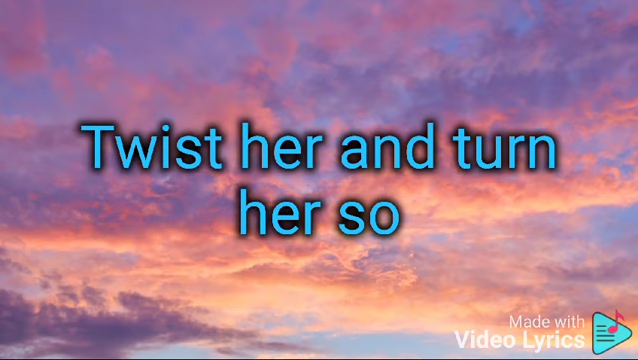 Twist her and turn
her so
Made with
Video Lyrics